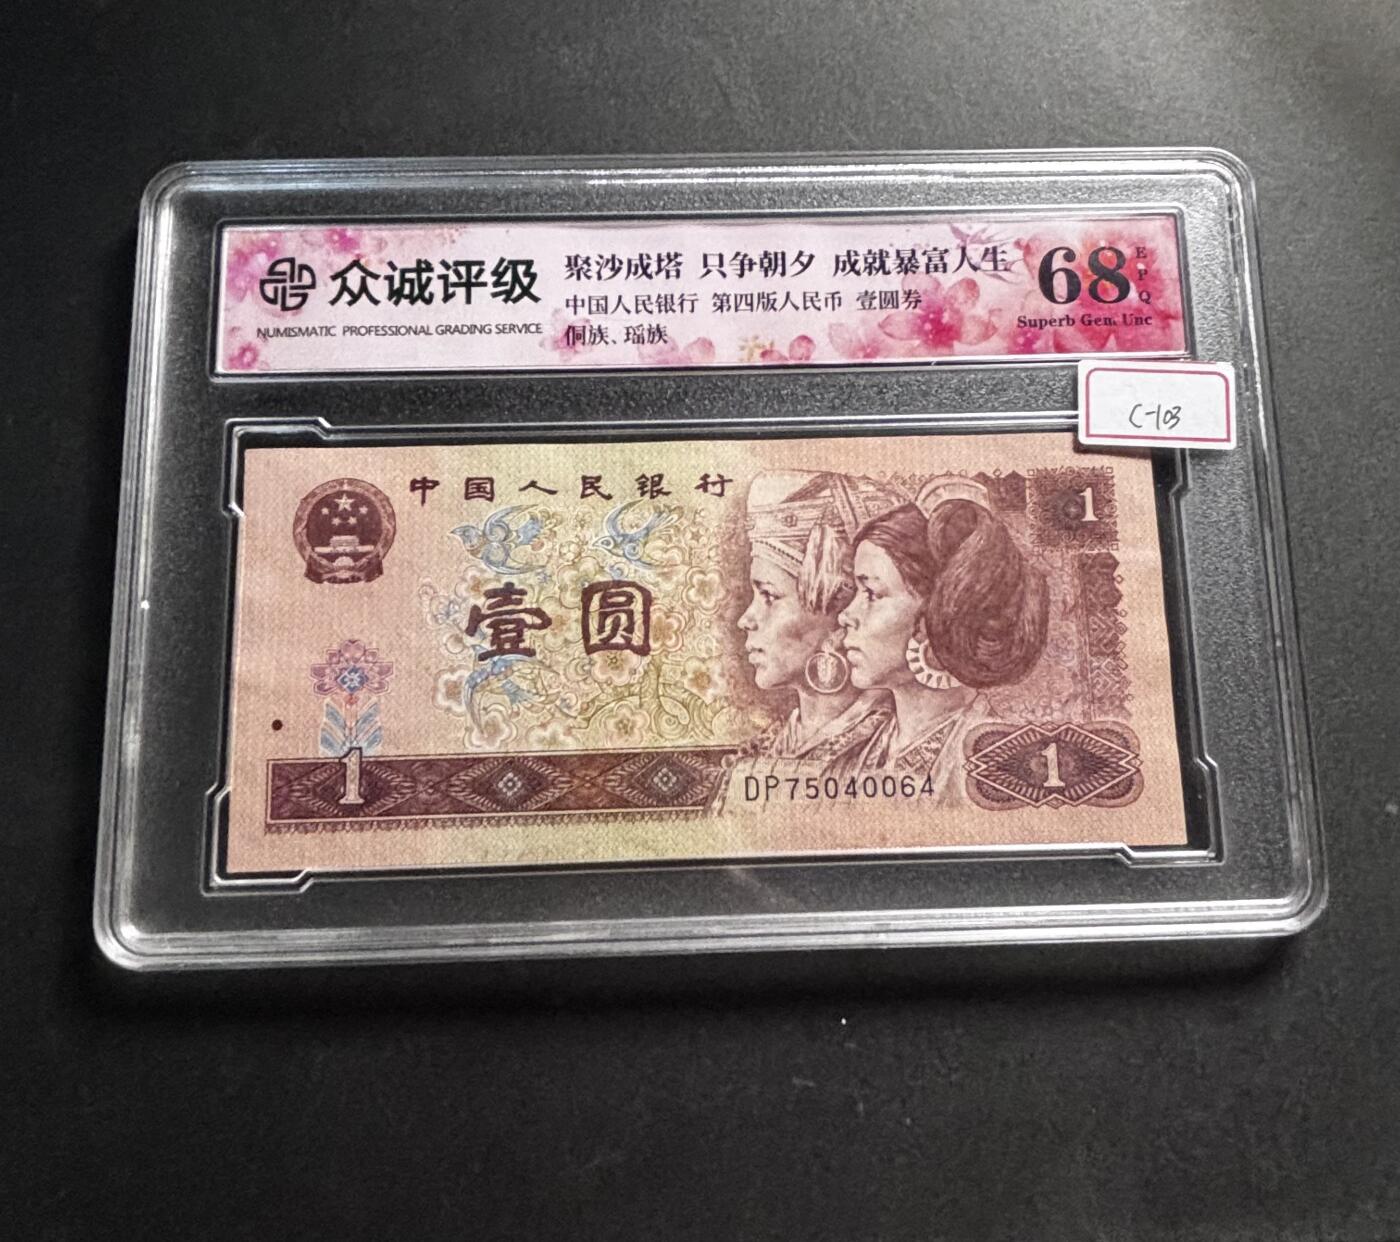 众诚评级
NUMISMATIC PROFESSIONAL GRADING SERVICE
聚沙成塔 只争朝夕 成就暴富人生
中国人民银行 第四版人民币 壹圆券
侗族、瑶族
68
EPQ
Superb Gem Unc
C-103
中国人民银行
1
壹圆
1
DP75040064
1